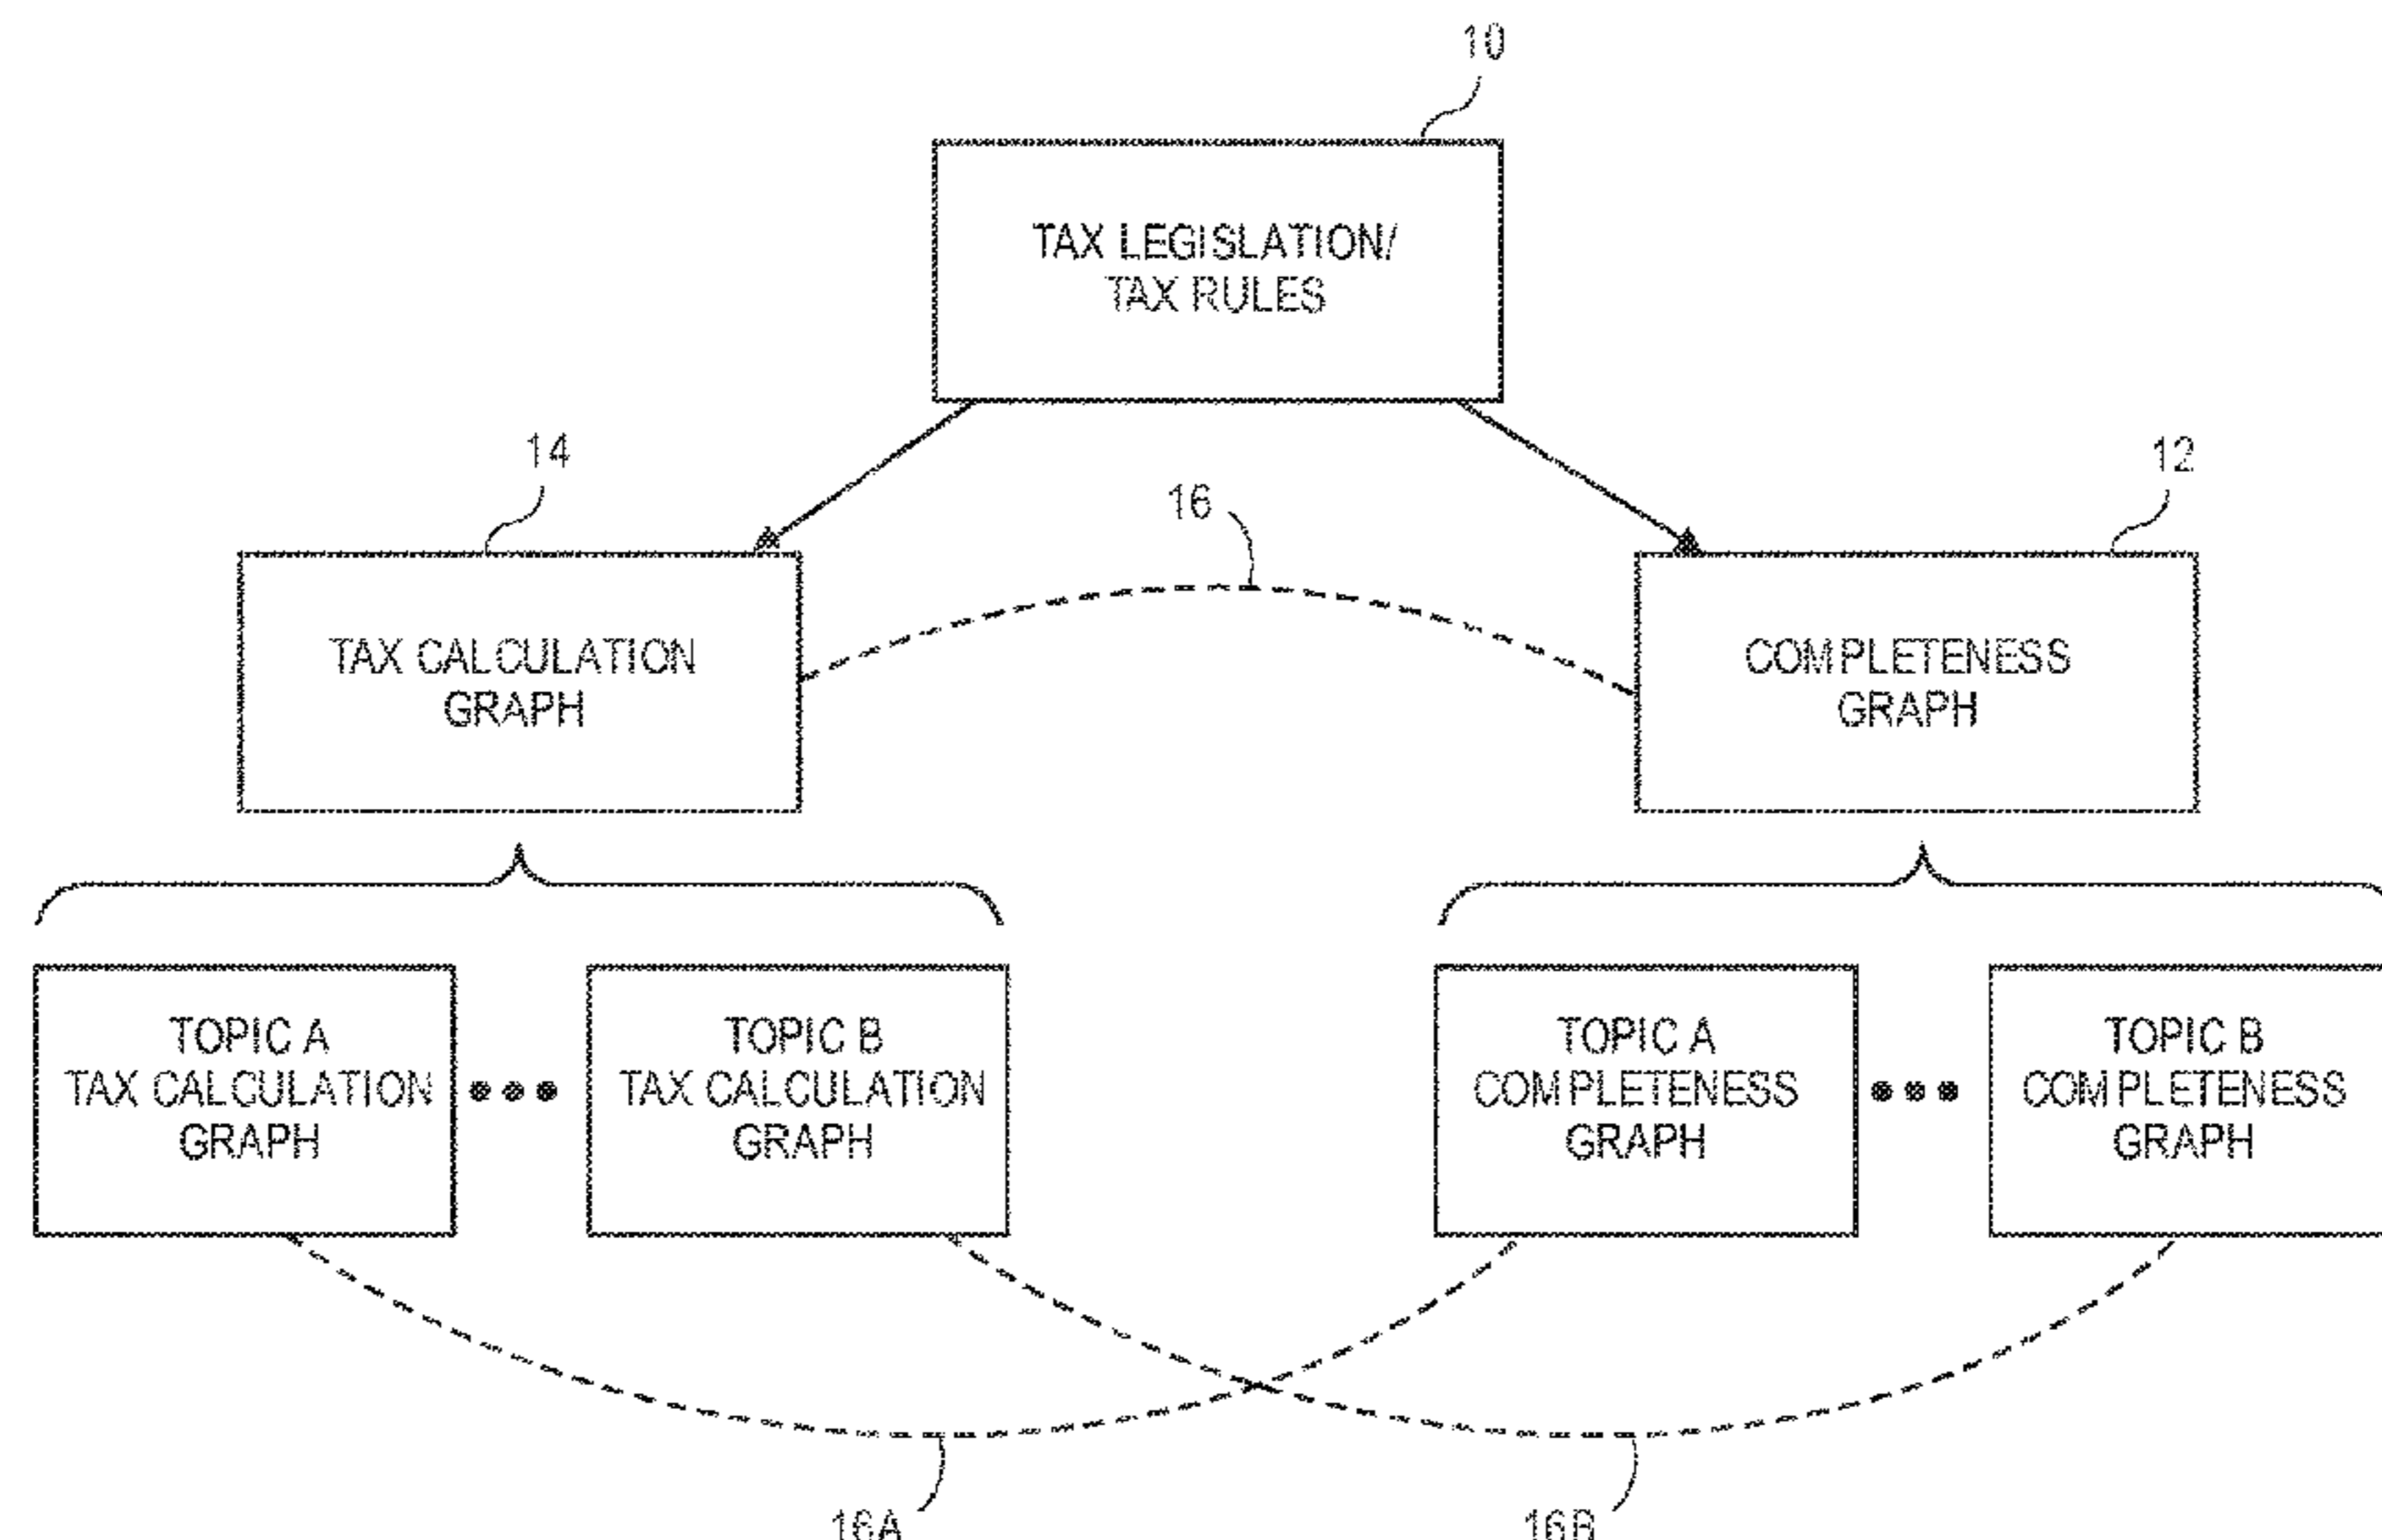 10
TAX LEGISLATION/
TAX RULES
14
12
16
TAX CALCULATION
GRAPH
COMPLETENESS
GRAPH
TOPIC A
TAX CALCULATION
GRAPH
TOPIC B
TAX CALCULATION
GRAPH
TOPIC A
COMPLETENESS
GRAPH
TOPIC B
COMPLETENESS
GRAPH
16A
16B